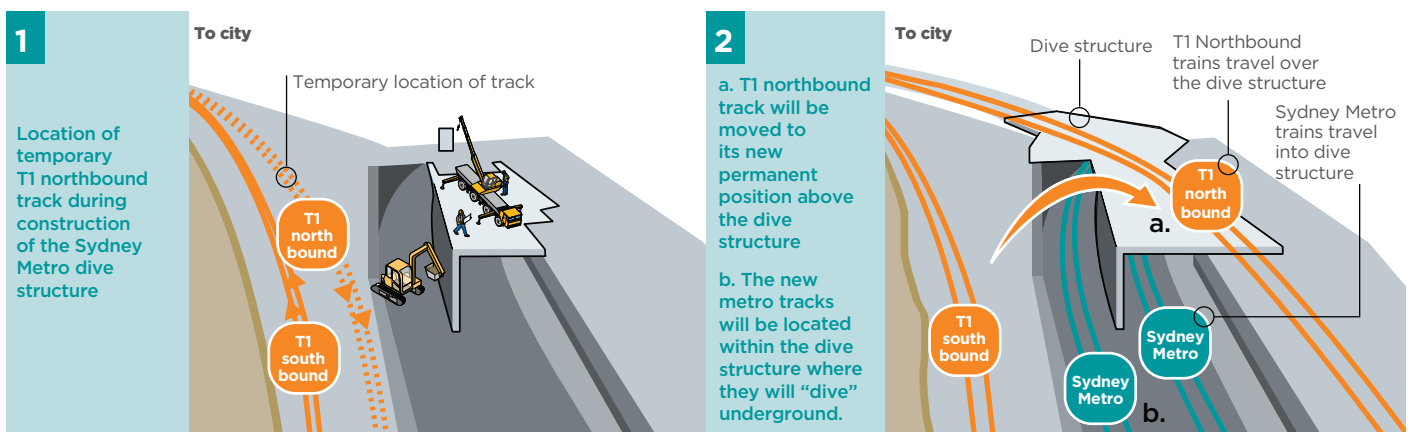 1
Location of
temporary
T1 northbound
track during
construction
of the Sydney
Metro dive
structure
To city
Temporary location of track
T1
north
bound
T1
south
bound
2
a. T1 northbound
track will be
moved to
its new
permanent
position above
the dive
structure
b. The new
metro tracks
will be located
within the dive
structure where
they will “dive”
underground.
To city
Dive structure
T1 Northbound
trains travel over
the dive structure
Sydney Metro
trains travel
into dive
structure
T1
north
bound
a.
T1
south
bound
Sydney
Metro
Sydney
Metro
b.